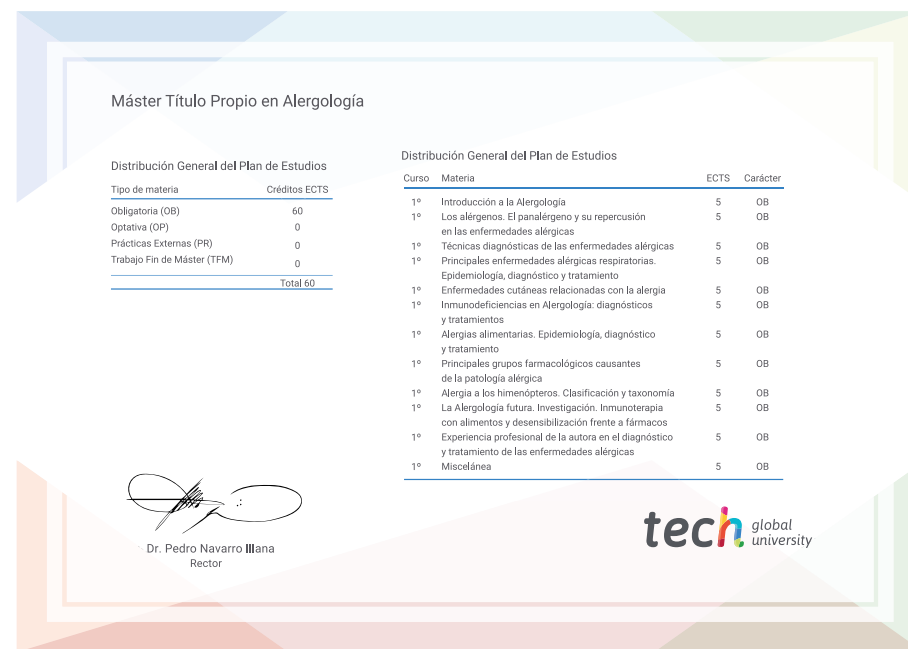 Máster Título Propio en Alergología
Distribución General del Plan de Estudios
Tipo de materia Créditos ECTS
Obligatoria (OB) 60
Optativa (OP) 0
Prácticas Externas (PR) 0
Trabajo Fin de Máster (TFM) 0
Total 60
Distribución General del Plan de Estudios
Curso Materia ECTS Carácter
1º Introducción a la Alergología 5 OB
1º Los alérgenos. El panalérgeno y su repercusión 5 OB
en las enfermedades alérgicas
1º Técnicas diagnósticas de las enfermedades alérgicas 5 OB
1º Principales enfermedades alérgicas respiratorias. 5 OB
Epidemiología, diagnóstico y tratamiento
1º Enfermedades cutáneas relacionadas con la alergia 5 OB
1º Inmunodeficiencias en Alergología: diagnósticos 5 OB
y tratamientos
1º Alergias alimentarias. Epidemiología, diagnóstico 5 OB
y tratamiento
1º Principales grupos farmacológicos causantes 5 OB
de la patología alérgica
1º Alergia a los himenópteros. Clasificación y taxonomía 5 OB
1º La Alergología futura. Investigación. Inmunoterapia 5 OB
con alimentos y desensibilización frente a fármacos
1º Experiencia profesional de la autora en el diagnóstico 5 OB
y tratamiento de las enfermedades alérgicas
1º Miscelánea 5 OB
Dr. Pedro Navarro Illana
Rector
tech global
university